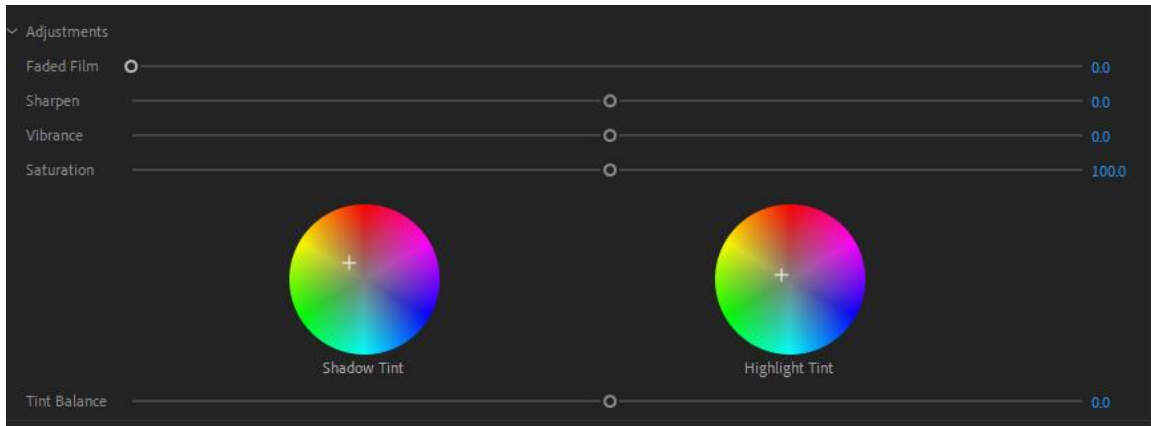 Adjustments
Faded Film 0.0
Sharpen 0.0
Vibrance 0.0
Saturation 100.0
Shadow Tint Highlight Tint
Tint Balance 0.0